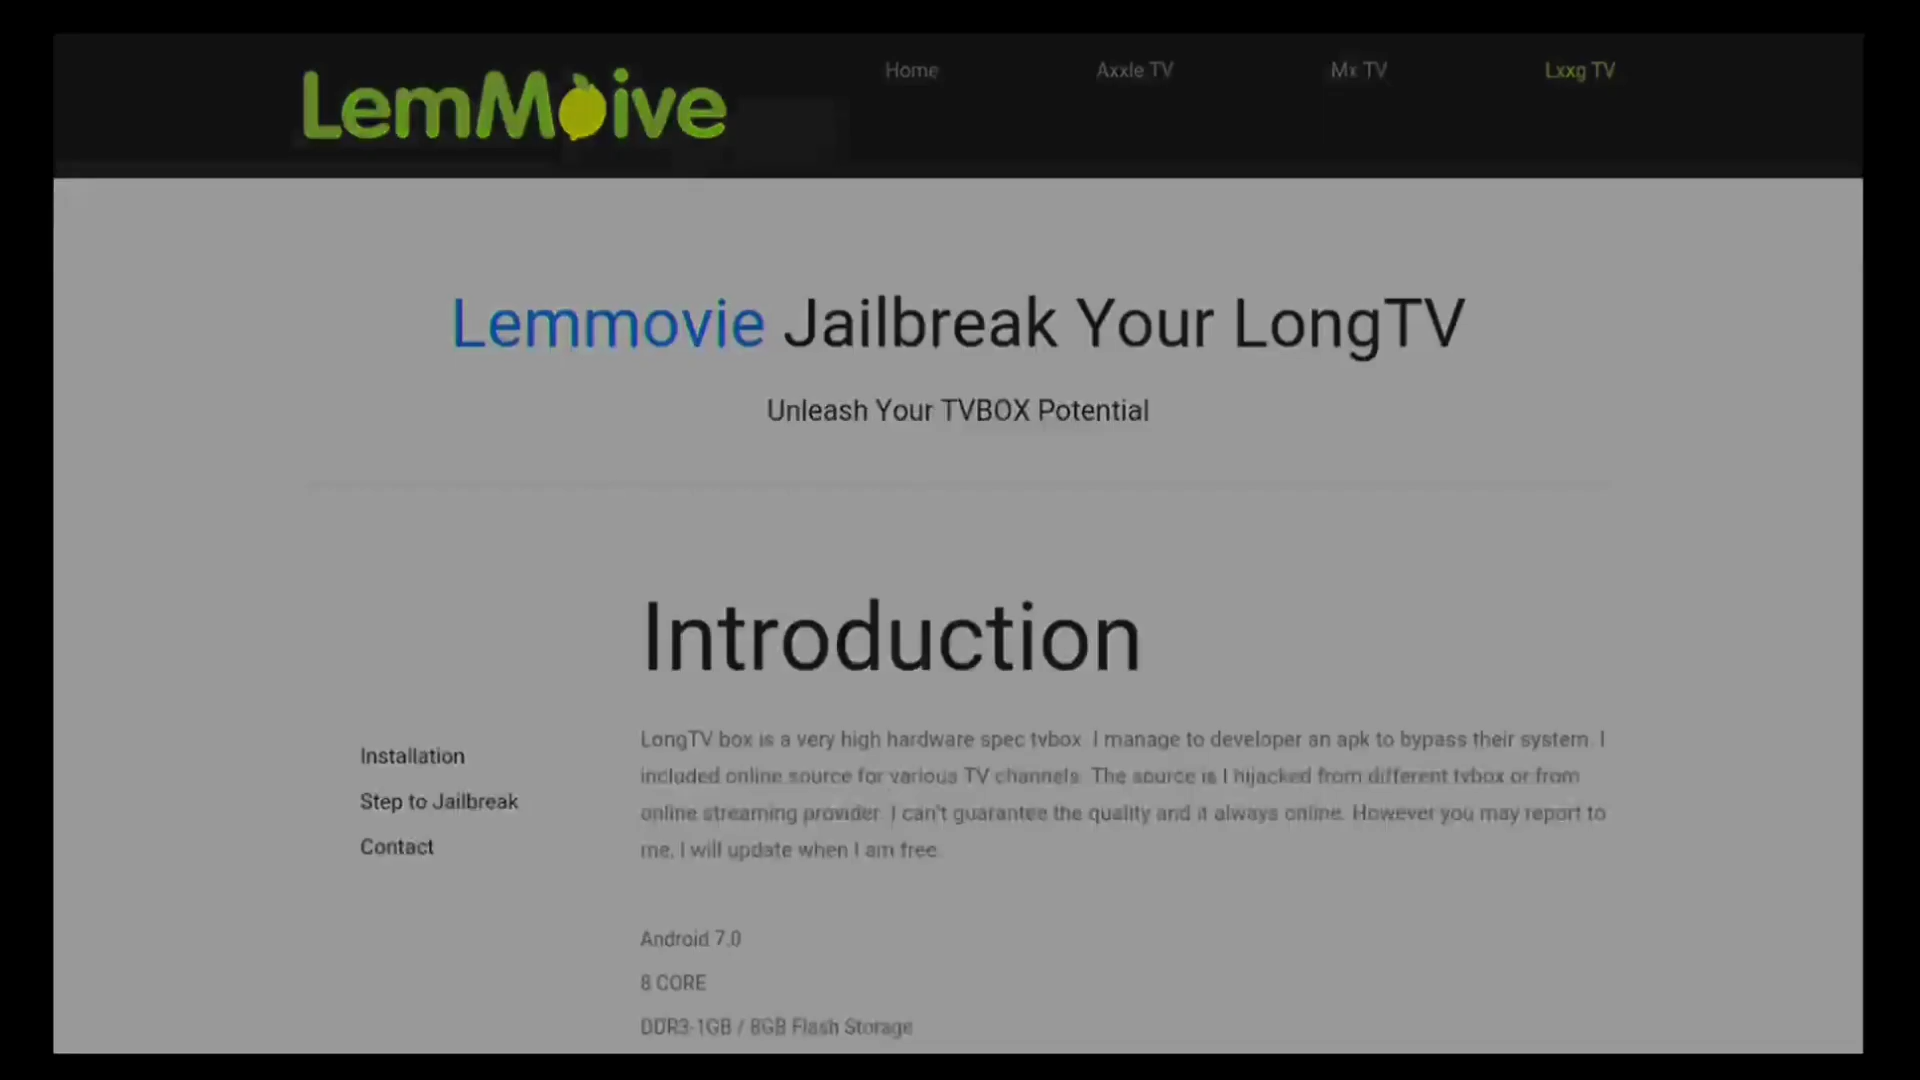 LemMoive
Home
Axxle TV
Mx TV
Lxxg TV
Lemmovie Jailbreak Your LongTV
Unleash Your TVBOX Potential
Introduction
Installation
Step to Jailbreak
Contact
LongTV box is a very high hardware spec tvbox. I manage to developer an apk to bypass their system. I
included online source for various TV channels. The source is I hijacked from different tvbox or from
online streaming provider. I can't guarantee the quality and it always online. However you may report to
me, I will update when I am free.
Android 7.0
8 CORE
DDR3-1GB / 8GB Flash Storage